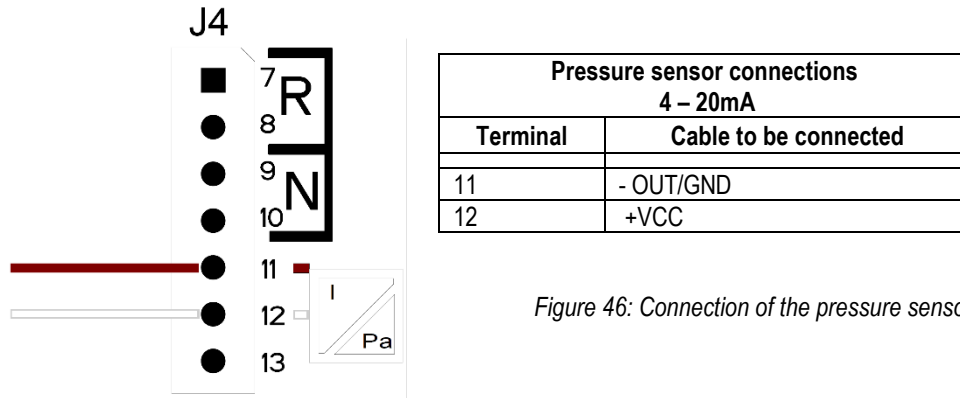 J4
7
R
8
9
N
10
11
12
13
I
Pa
Pressure sensor connections
4 – 20mA
Terminal Cable to be connected
11 - OUT/GND
12 +VCC
Figure 46: Connection of the pressure senso